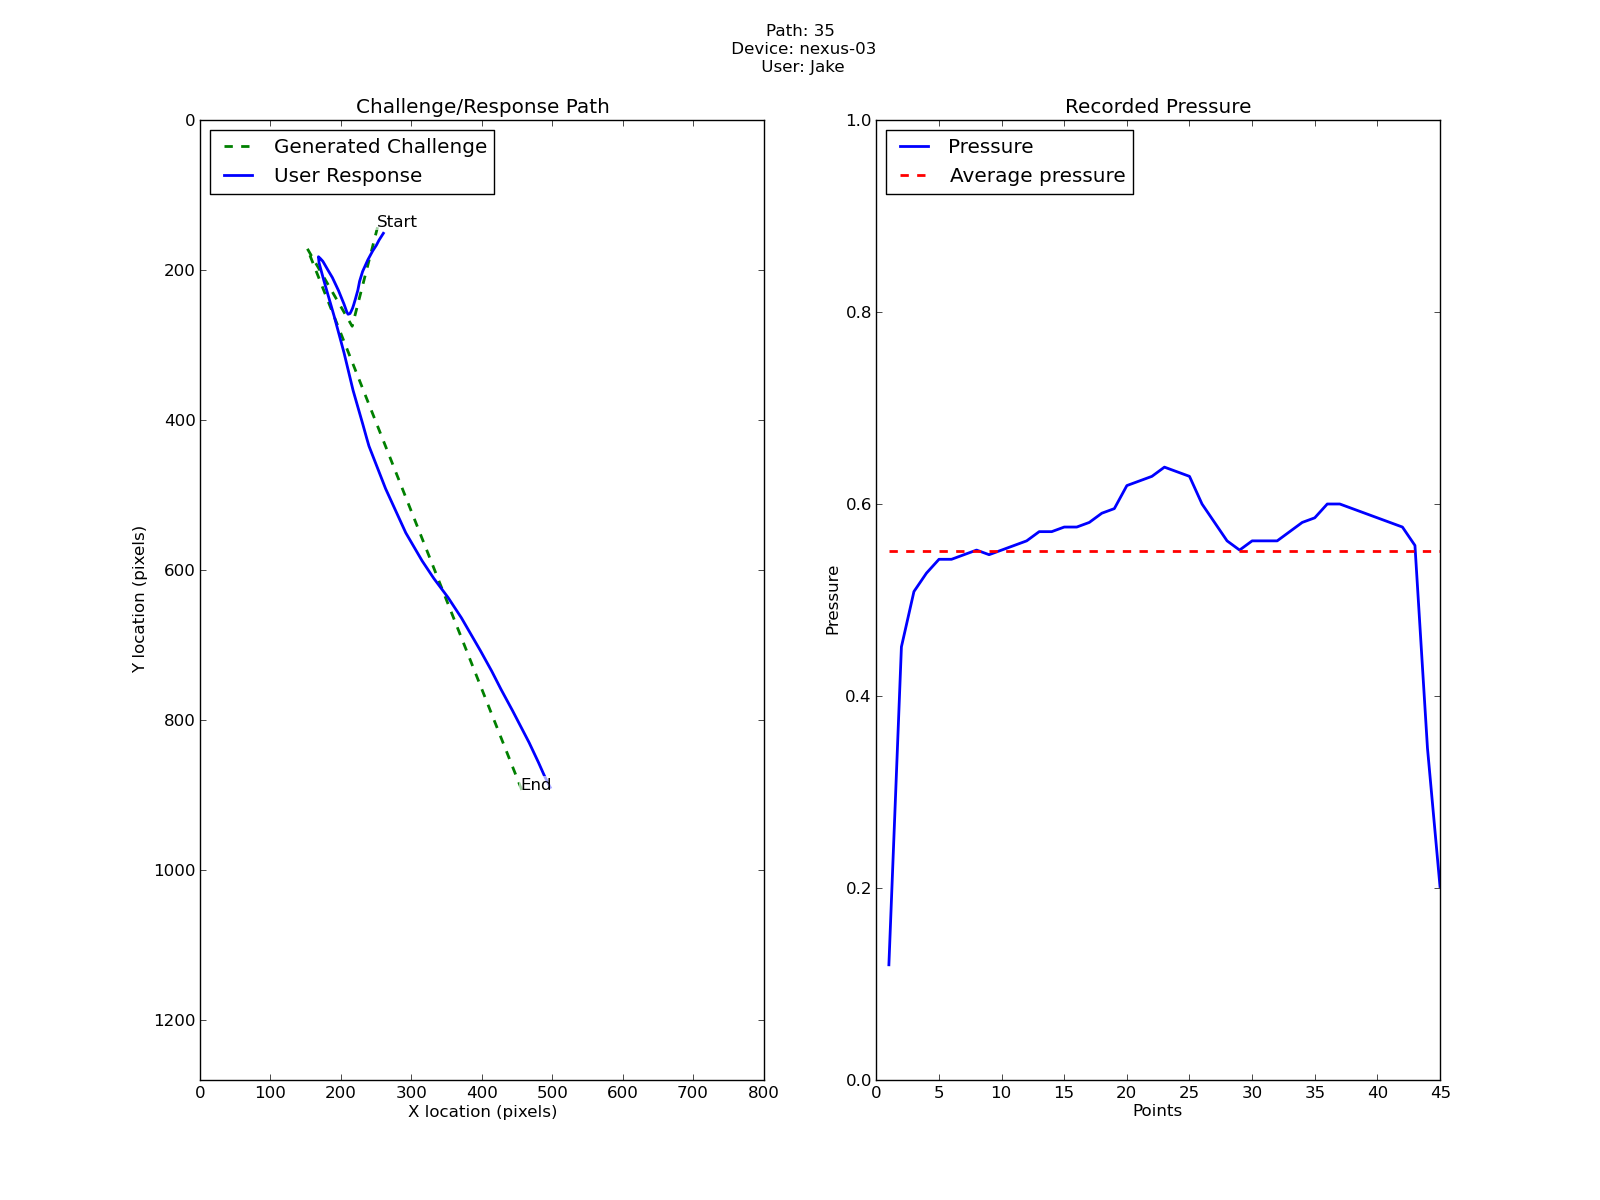 Path: 35
Device: nexus-03
User: Jake
Challenge/Response Path
Generated Challenge
User Response
Start
End
0
200
400
600
800
1000
1200
Y location (pixels)
0 100 200 300 400 500 600 700 800
X location (pixels)
Recorded Pressure
Pressure
Average pressure
1.0
0.8
0.6
0.4
0.2
0.0
Pressure
0 5 10 15 20 25 30 35 40 45
Points